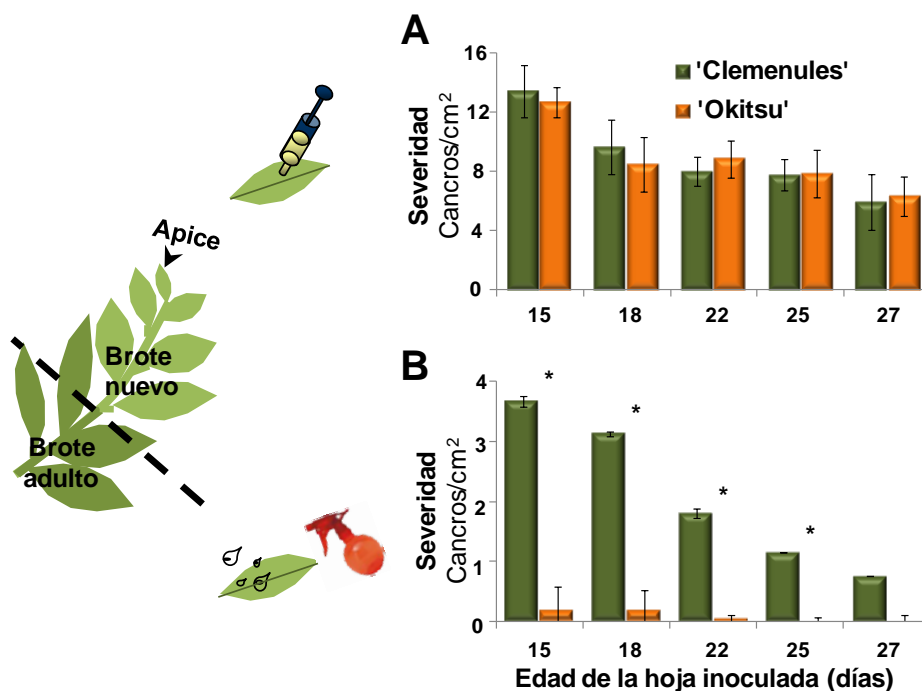 A
Severidad
Cancros/cm²
16
12
8
4
0
'Clemenules'
'Okitsu'
15 18 22 25 27
Apice
Brote
nuevo
Brote
adulto
B
Severidad
Cancros/cm²
4
3
2
1
0
* * * *
15 18 22 25 27
Edad de la hoja inoculada (días)